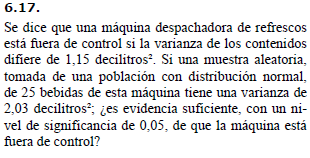 6.17.
Se dice que una máquina despachadora de refrescos
está fuera de control si la varianza de los contenidos
difiere de 1,15 decilitros². Si una muestra aleatoria,
tomada de una población con distribución normal,
de 25 bebidas de esta máquina tiene una varianza de
2,03 decilitros²; ¿es evidencia suficiente, con un ni-
vel de significancia de 0,05, de que la máquina está
fuera de control?